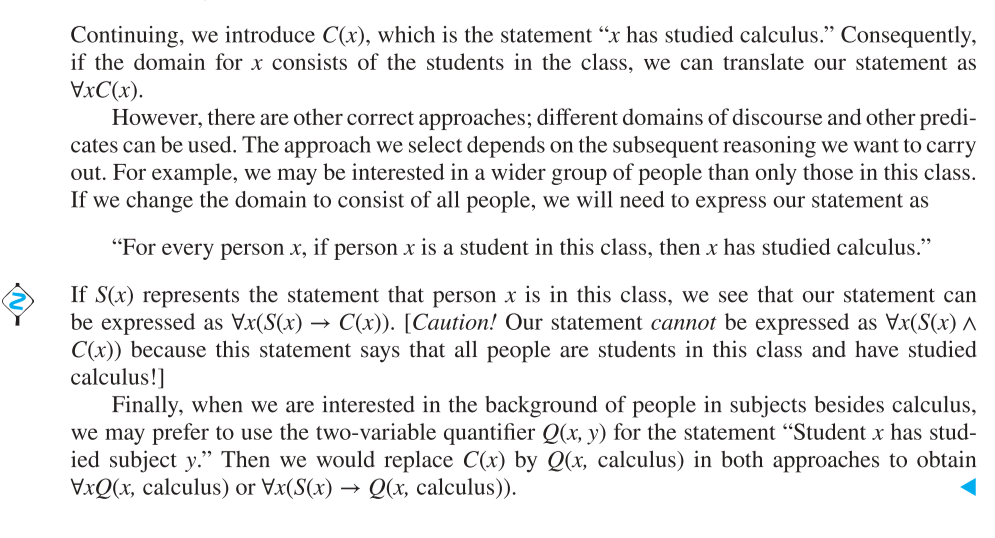 Continuing, we introduce C(x), which is the statement “x has studied calculus.” Consequently,
if the domain for x consists of the students in the class, we can translate our statement as
∀xC(x).
However, there are other correct approaches; different domains of discourse and other predi-
cates can be used. The approach we select depends on the subsequent reasoning we want to carry
out. For example, we may be interested in a wider group of people than only those in this class.
If we change the domain to consist of all people, we will need to express our statement as
“For every person x, if person x is a student in this class, then x has studied calculus.”
If S(x) represents the statement that person x is in this class, we see that our statement can
be expressed as ∀x(S(x) → C(x)). [Caution! Our statement cannot be expressed as ∀x(S(x) ∧
C(x)) because this statement says that all people are students in this class and have studied
calculus!]
Finally, when we are interested in the background of people in subjects besides calculus,
we may prefer to use the two-variable quantifier Q(x, y) for the statement “Student x has stud-
ied subject y.” Then we would replace C(x) by Q(x, calculus) in both approaches to obtain
∀xQ(x, calculus) or ∀x(S(x) → Q(x, calculus)).